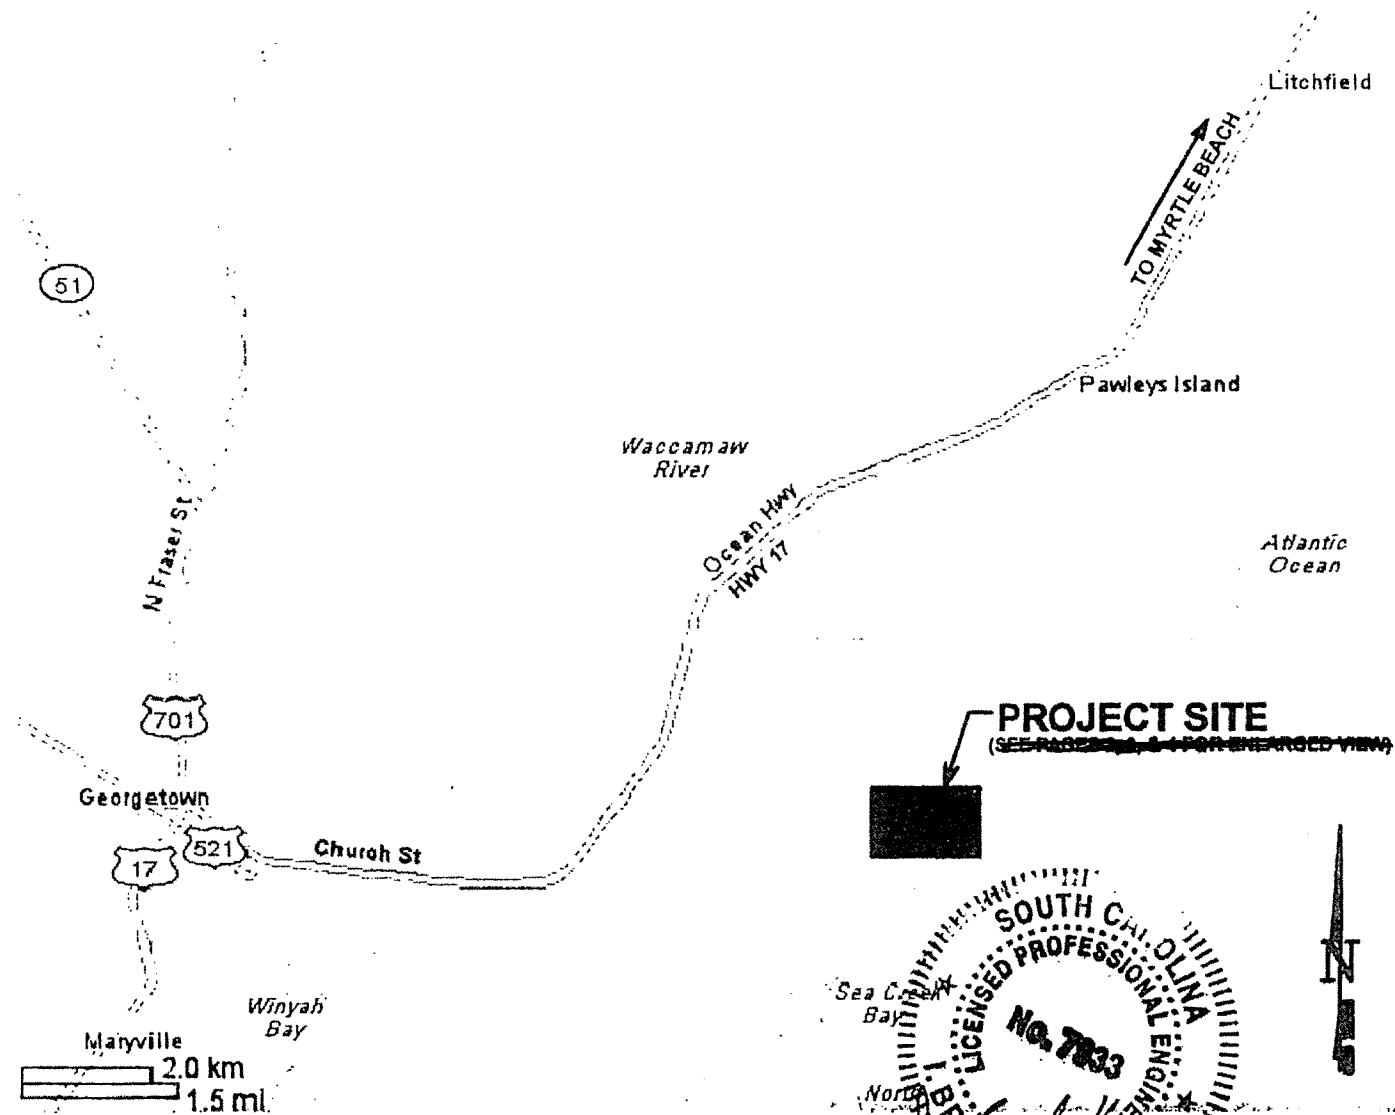 Litchfield
TO MYRTLE BEACH
51
Pawleys Island
Waccamaw
River
Ocean Hwy
HWY 17
N Fraser St
Atlantic
Ocean
701
PROJECT SITE
Georgetown
521
17
Church St
SOUTH CAROLINA
LICENSED PROFESSIONAL
No. 7833
Sea Creek
Bay
Winyah
Bay
N
Maryville
2.0 km
1.5 mi